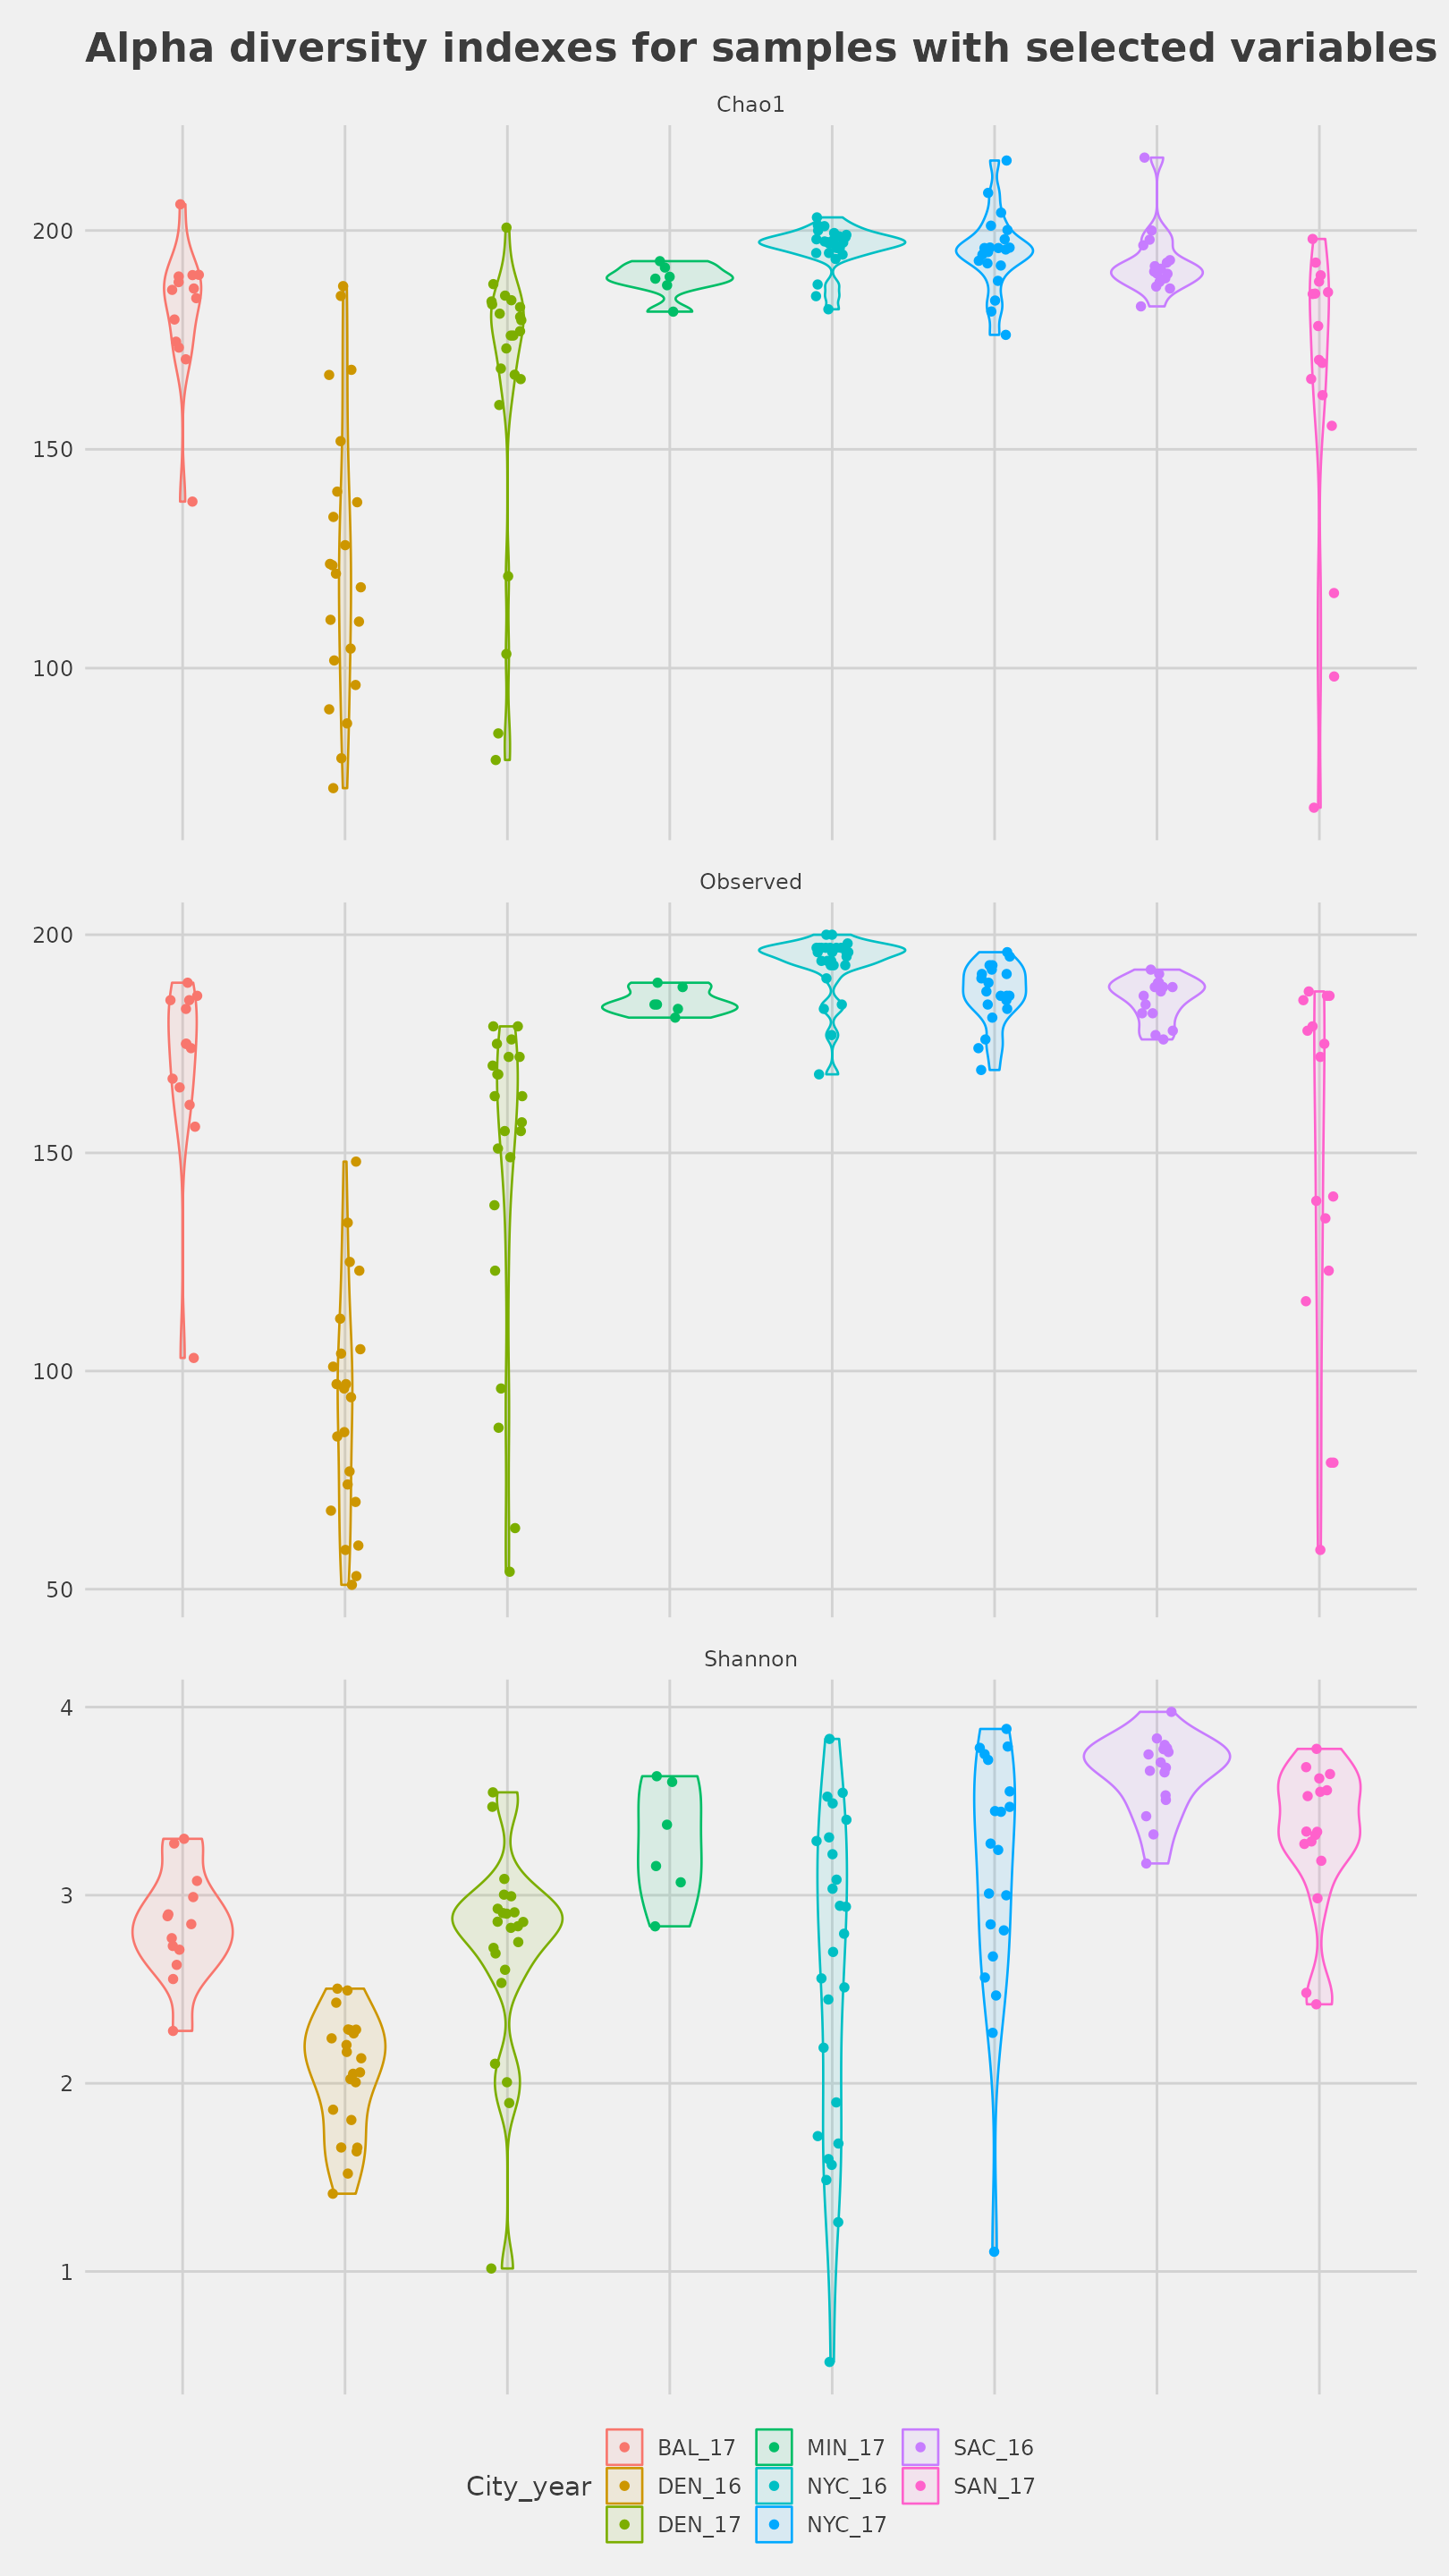 Alpha diversity indexes for samples with selected variables
Chao1
200
150
100
Observed
200
150
100
50
Shannon
4
3
2
1
City_year
BAL_17 MIN_17 SAC_16
DEN_16 NYC_16 SAN_17
DEN_17 NYC_17